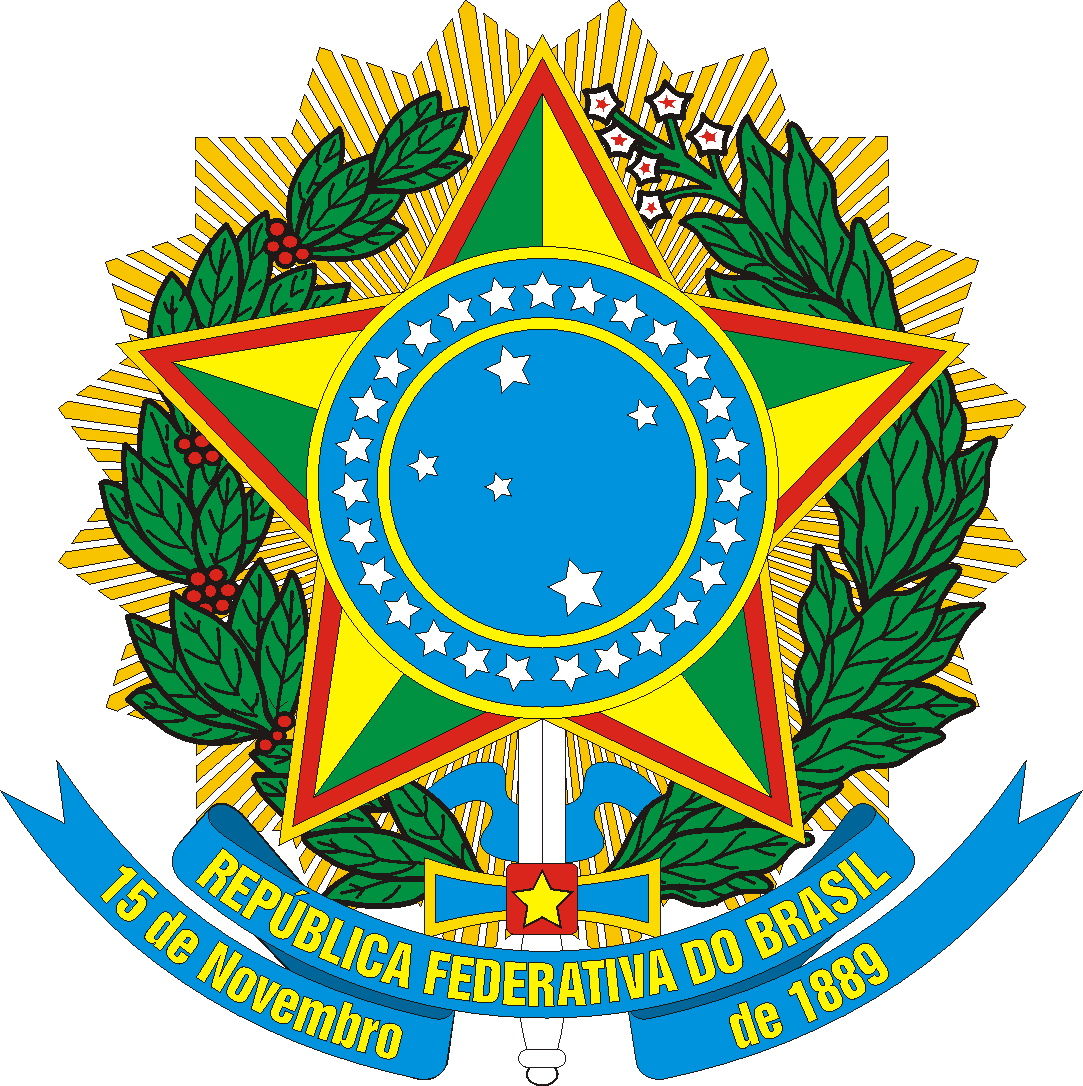 REPÚBLICA FEDERATIVA DO BRASIL
15 de Novembro
de 1889